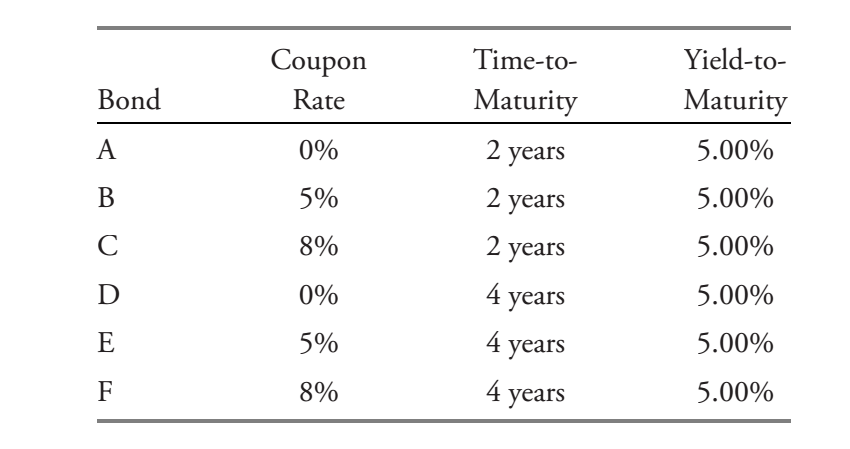 Coupon Time-to- Yield-to-
Bond Rate Maturity Maturity
A 0% 2 years 5.00%
B 5% 2 years 5.00%
C 8% 2 years 5.00%
D 0% 4 years 5.00%
E 5% 4 years 5.00%
F 8% 4 years 5.00%